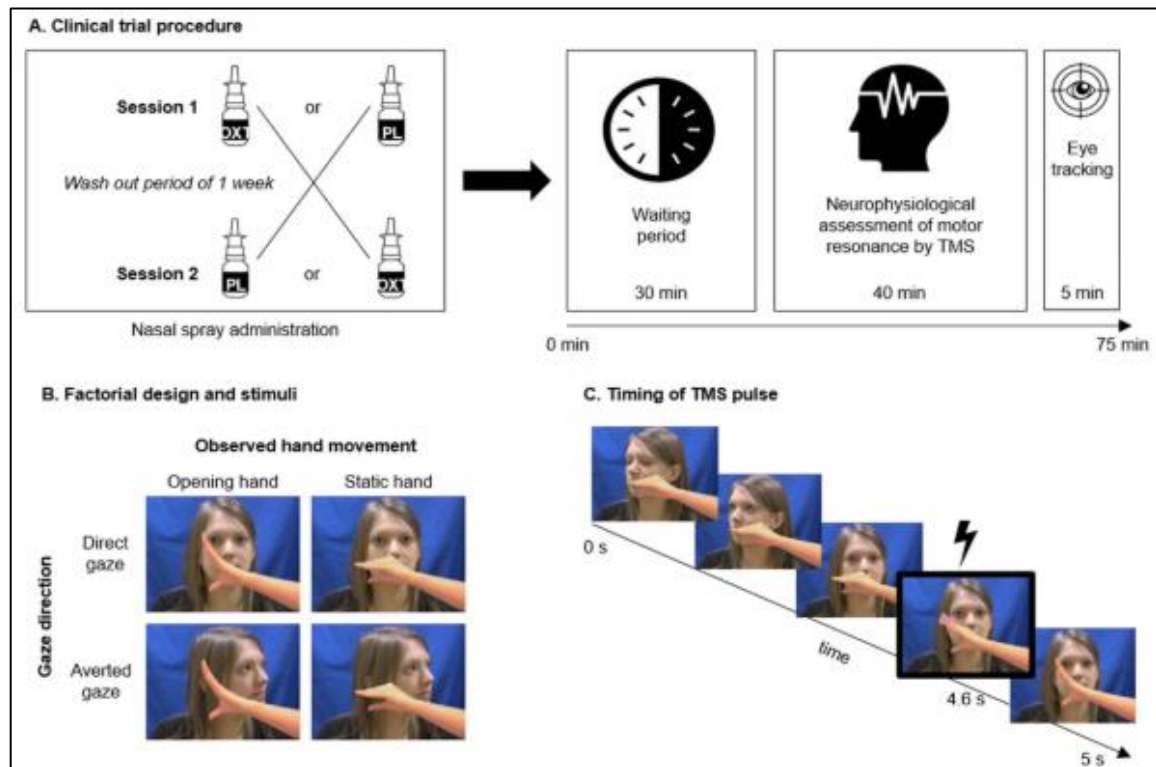 A. Clinical trial procedure
Session 1
or
OXT
PL
Wash out period of 1 week
Session 2
or
PL
OXT
Nasal spray administration
Waiting
period
30 min
Neurophysiological
assessment of motor
resonance by TMS
40 min
Eye
tracking
5 min
0 min
75 min
B. Factorial design and stimuli
Observed hand movement
Opening hand
Static hand
Gaze direction
Direct
gaze
Averted
gaze
C. Timing of TMS pulse
0 s
time
4.6 s
5 s